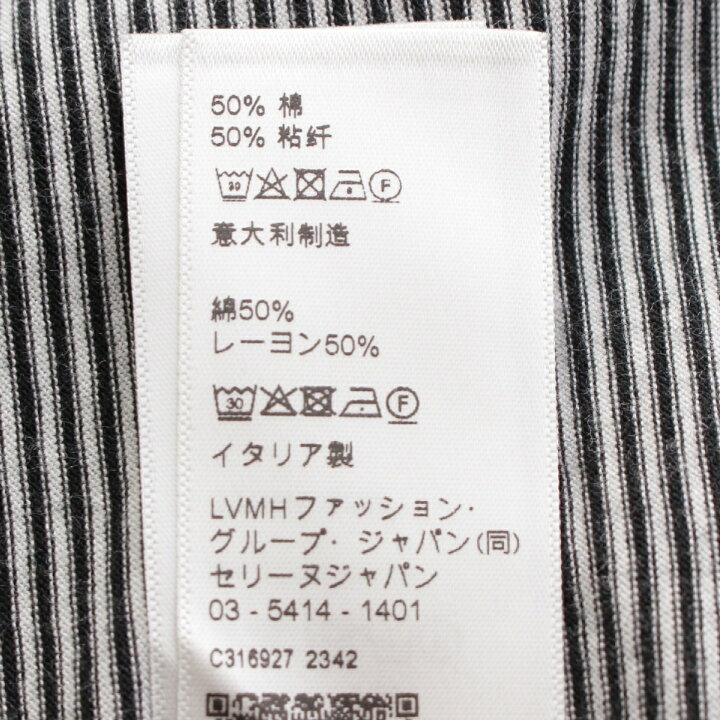 50% 棉
50% 粘纤
30 F
意大利制造
綿50%
レーヨン50%
30 F
イタリア製
LVMHファッション・
グループ・ジャパン(同)
セリーヌジャパン
03 - 5414 - 1401
C316927 2342